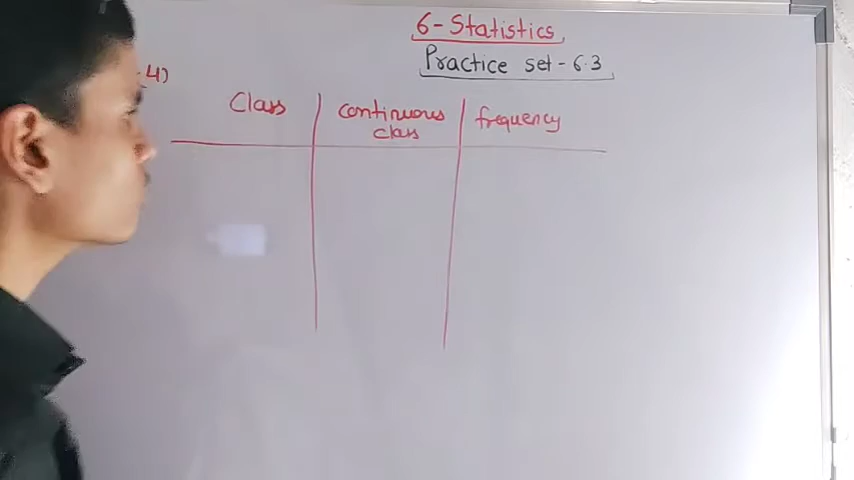 6-Statistics
Practice set-6.3
4)
Class
continuous
class
frequency